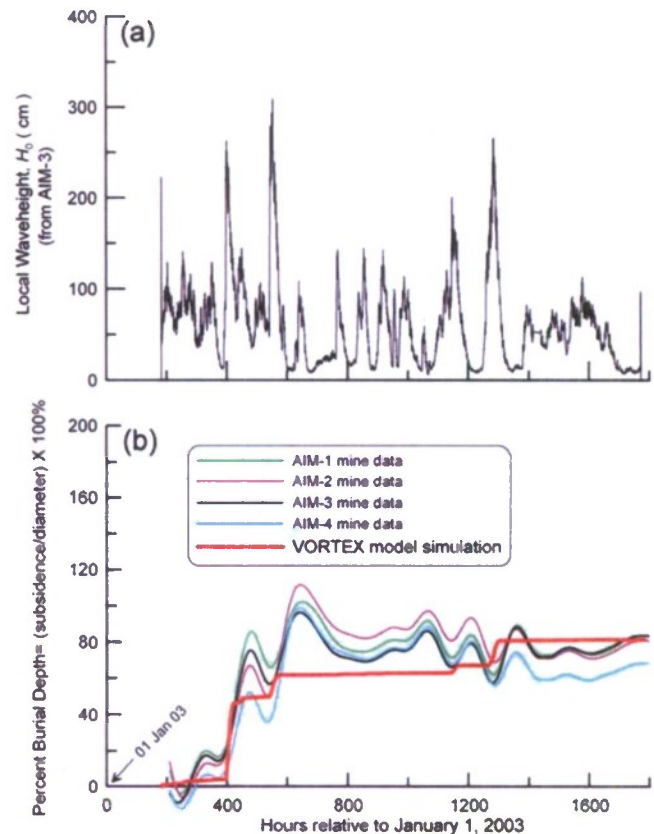 (a)
400
300
200
100
0
Local Waveheight, H₀ ( cm )
(from AIM-3)
(b)
200
160
120
80
40
0
Percent Burial Depth= (subsidence/diameter) X 100%
AIM-1 mine data
AIM-2 mine data
AIM-3 mine data
AIM-4 mine data
VORTEX model simulation
01 Jan 03
0
400
800
1200
1600
Hours relative to January 1, 2003